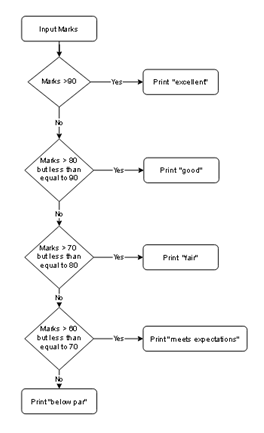 Input Marks
Marks >90
Yes
Print "excellent"
No
Marks > 80
but less than
equal to 90
Yes
Print "good"
No
Marks > 70
but less than
equal to 80
Yes
Print "fair"
No
Marks > 60
but less than
equal to 70
Yes
Print "meets expectations"
No
Print "below par"